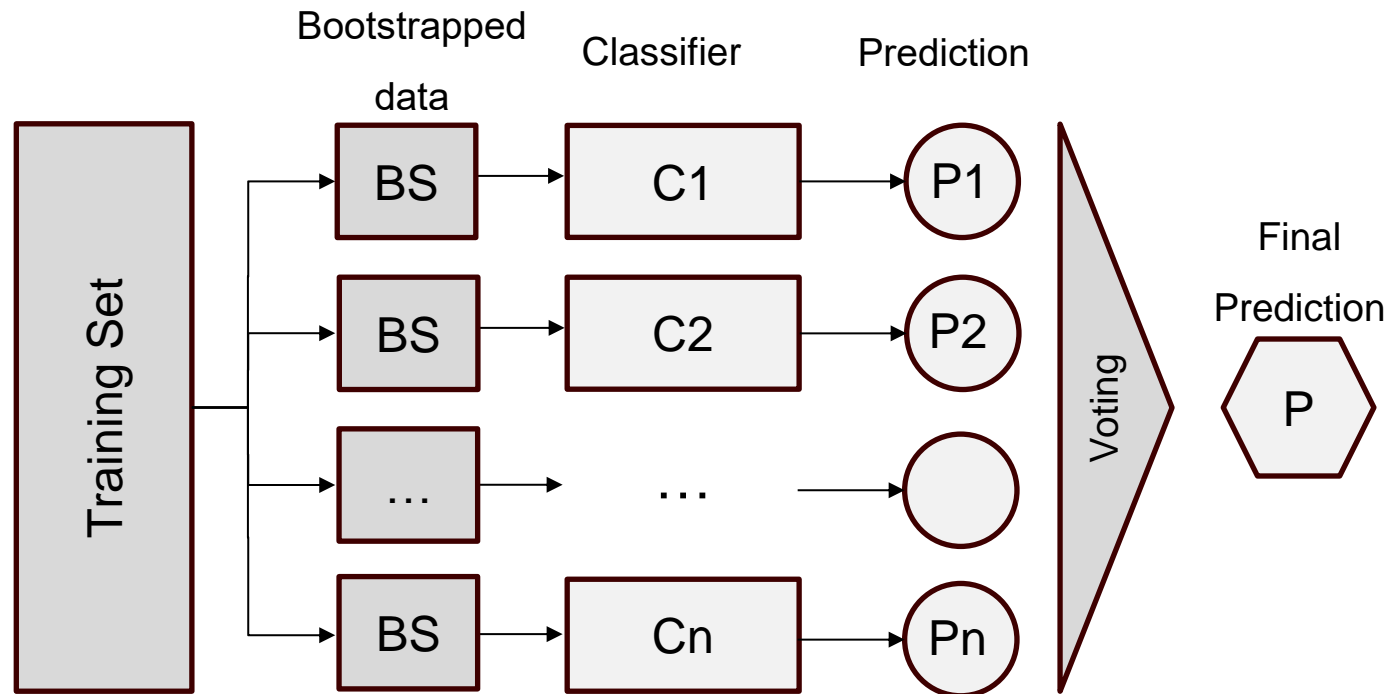 Bootstrapped
data
Classifier
Prediction
Training Set
BS
C1
P1
BS
C2
P2
...
...
BS
Cn
Pn
Voting
Final
Prediction
P